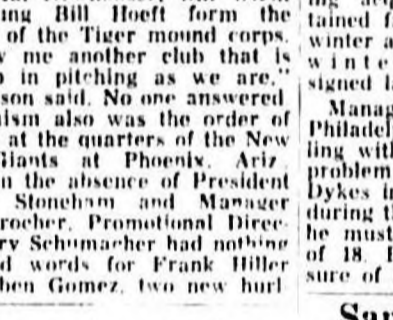 ing Bill Hoeft form the
of the Tiger mound corps.
me another club that is
in pitching as we are."
son said. No one answered
ism also was the order of
at the quarters of the New
Giants at Phoenix, Ariz.
n the absence of President
Stoneham and Manager
rocher. Promotional Direc-
ry Schumacher had nothing
d words for Frank Hiller
ben Gomez, two new hurl
tained f
winter a
winte
signed l
Manag
Philadel
ling with
problem
Dykes i
during t
he must
of 18.
sure of
San